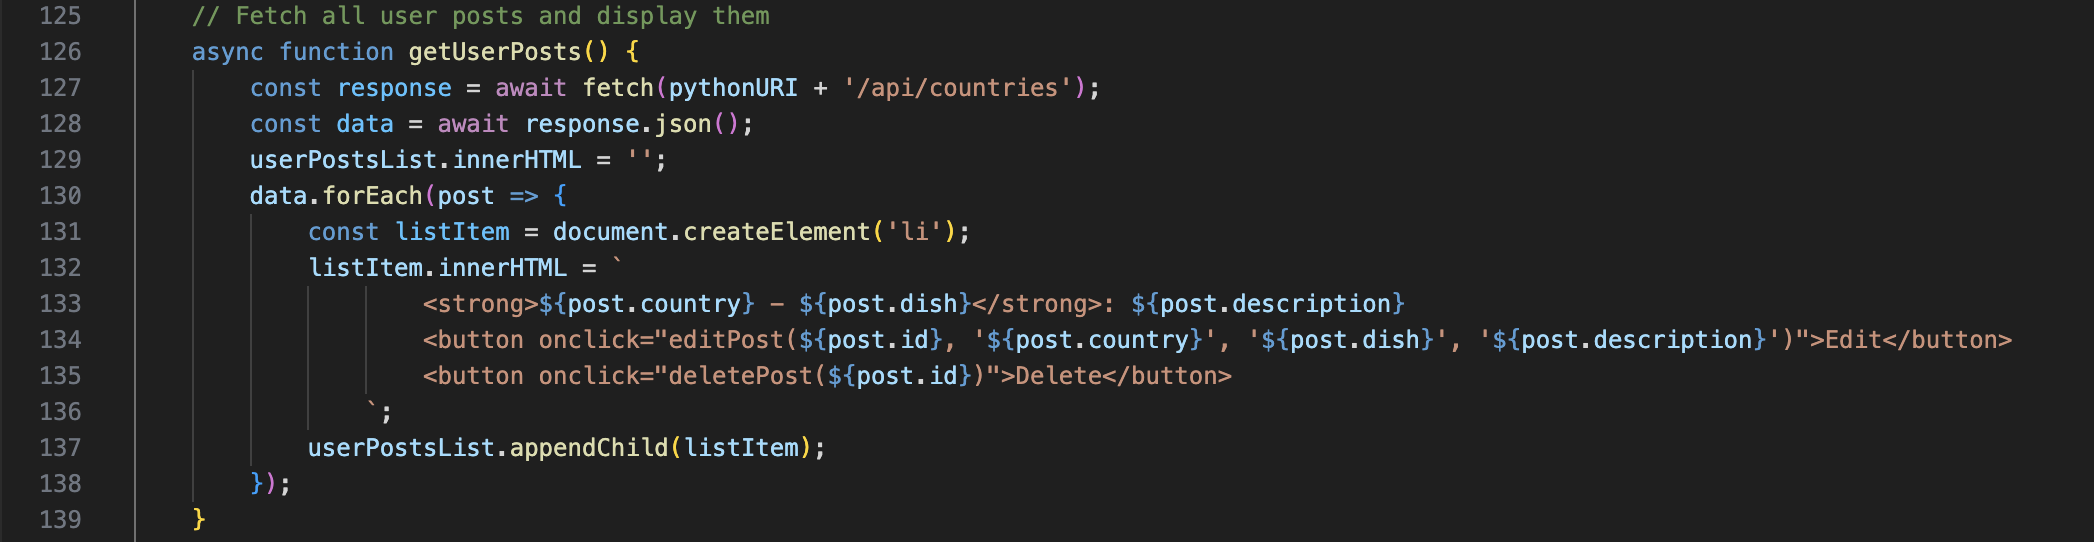 125 // Fetch all user posts and display them
126 async function getUserPosts() {
127 const response = await fetch(pythonURI + '/api/countries');
128 const data = await response.json();
129 userPostsList.innerHTML = '';
130 data.forEach(post => {
131 const listItem = document.createElement('li');
132 listItem.innerHTML = `
133 <strong>${post.country} - ${post.dish}</strong>: ${post.description}
134 <button onclick="editPost(${post.id}, '${post.country}', '${post.dish}', '${post.description}')">Edit</button>
135 <button onclick="deletePost(${post.id})">Delete</button>
136 `;
137 userPostsList.appendChild(listItem);
138 });
139 }